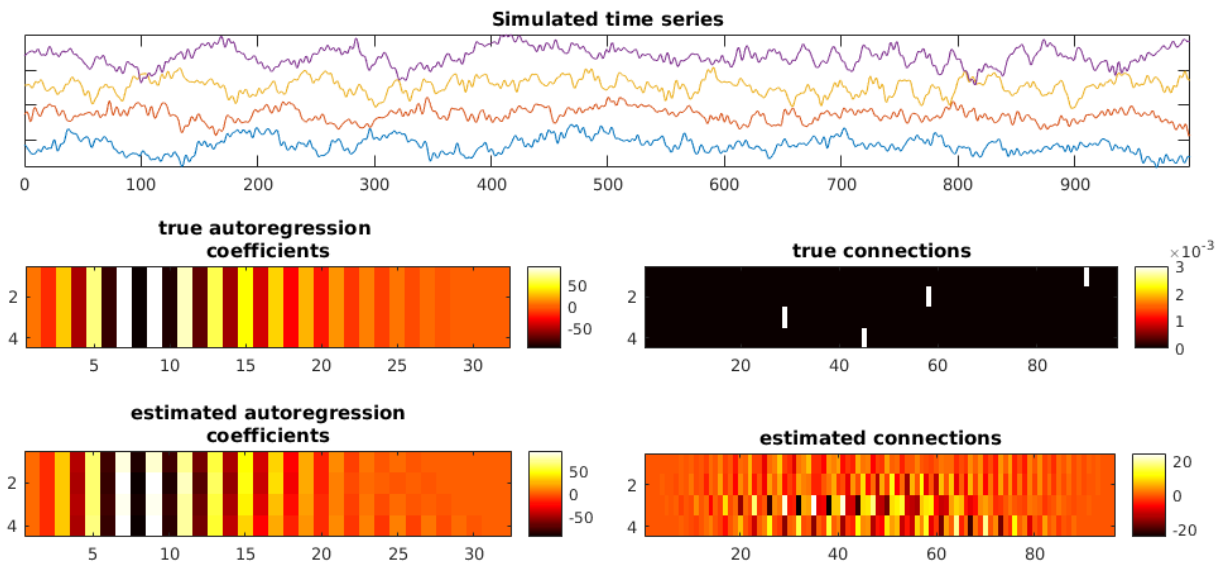 Simulated time series
0 100 200 300 400 500 600 700 800 900
true autoregression
coefficients
2
4
5 10 15 20 25 30
50
0
-50
true connections
×10⁻³
2
4
20 40 60 80
3
2
1
0
estimated autoregression
coefficients
2
4
5 10 15 20 25 30
50
0
-50
estimated connections
2
4
20 40 60 80
20
0
-20